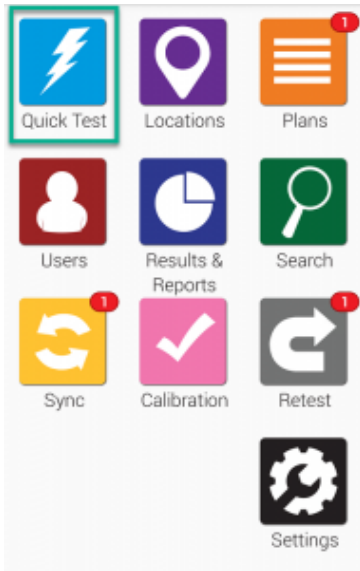 1
Quick Test
Locations
Plans
Users
Results &
Reports
Search
1
1
Sync
Calibration
Retest
Settings